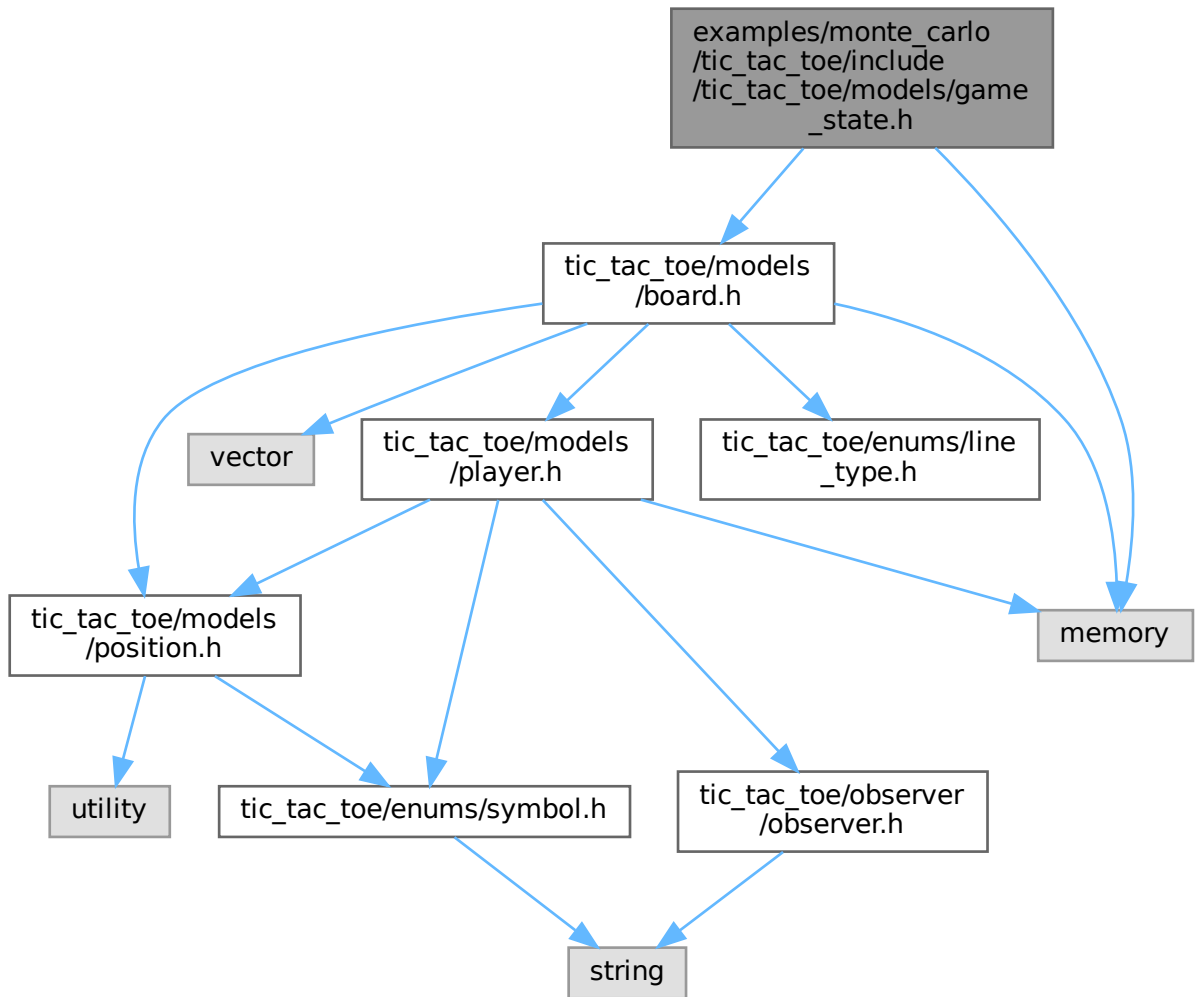 examples/monte_carlo
/tic_tac_toe/include
/tic_tac_toe/models/game
_state.h
tic_tac_toe/models
/board.h
vector
tic_tac_toe/models
/player.h
tic_tac_toe/enums/line
_type.h
tic_tac_toe/models
/position.h
memory
utility
tic_tac_toe/enums/symbol.h
tic_tac_toe/observer
/observer.h
string